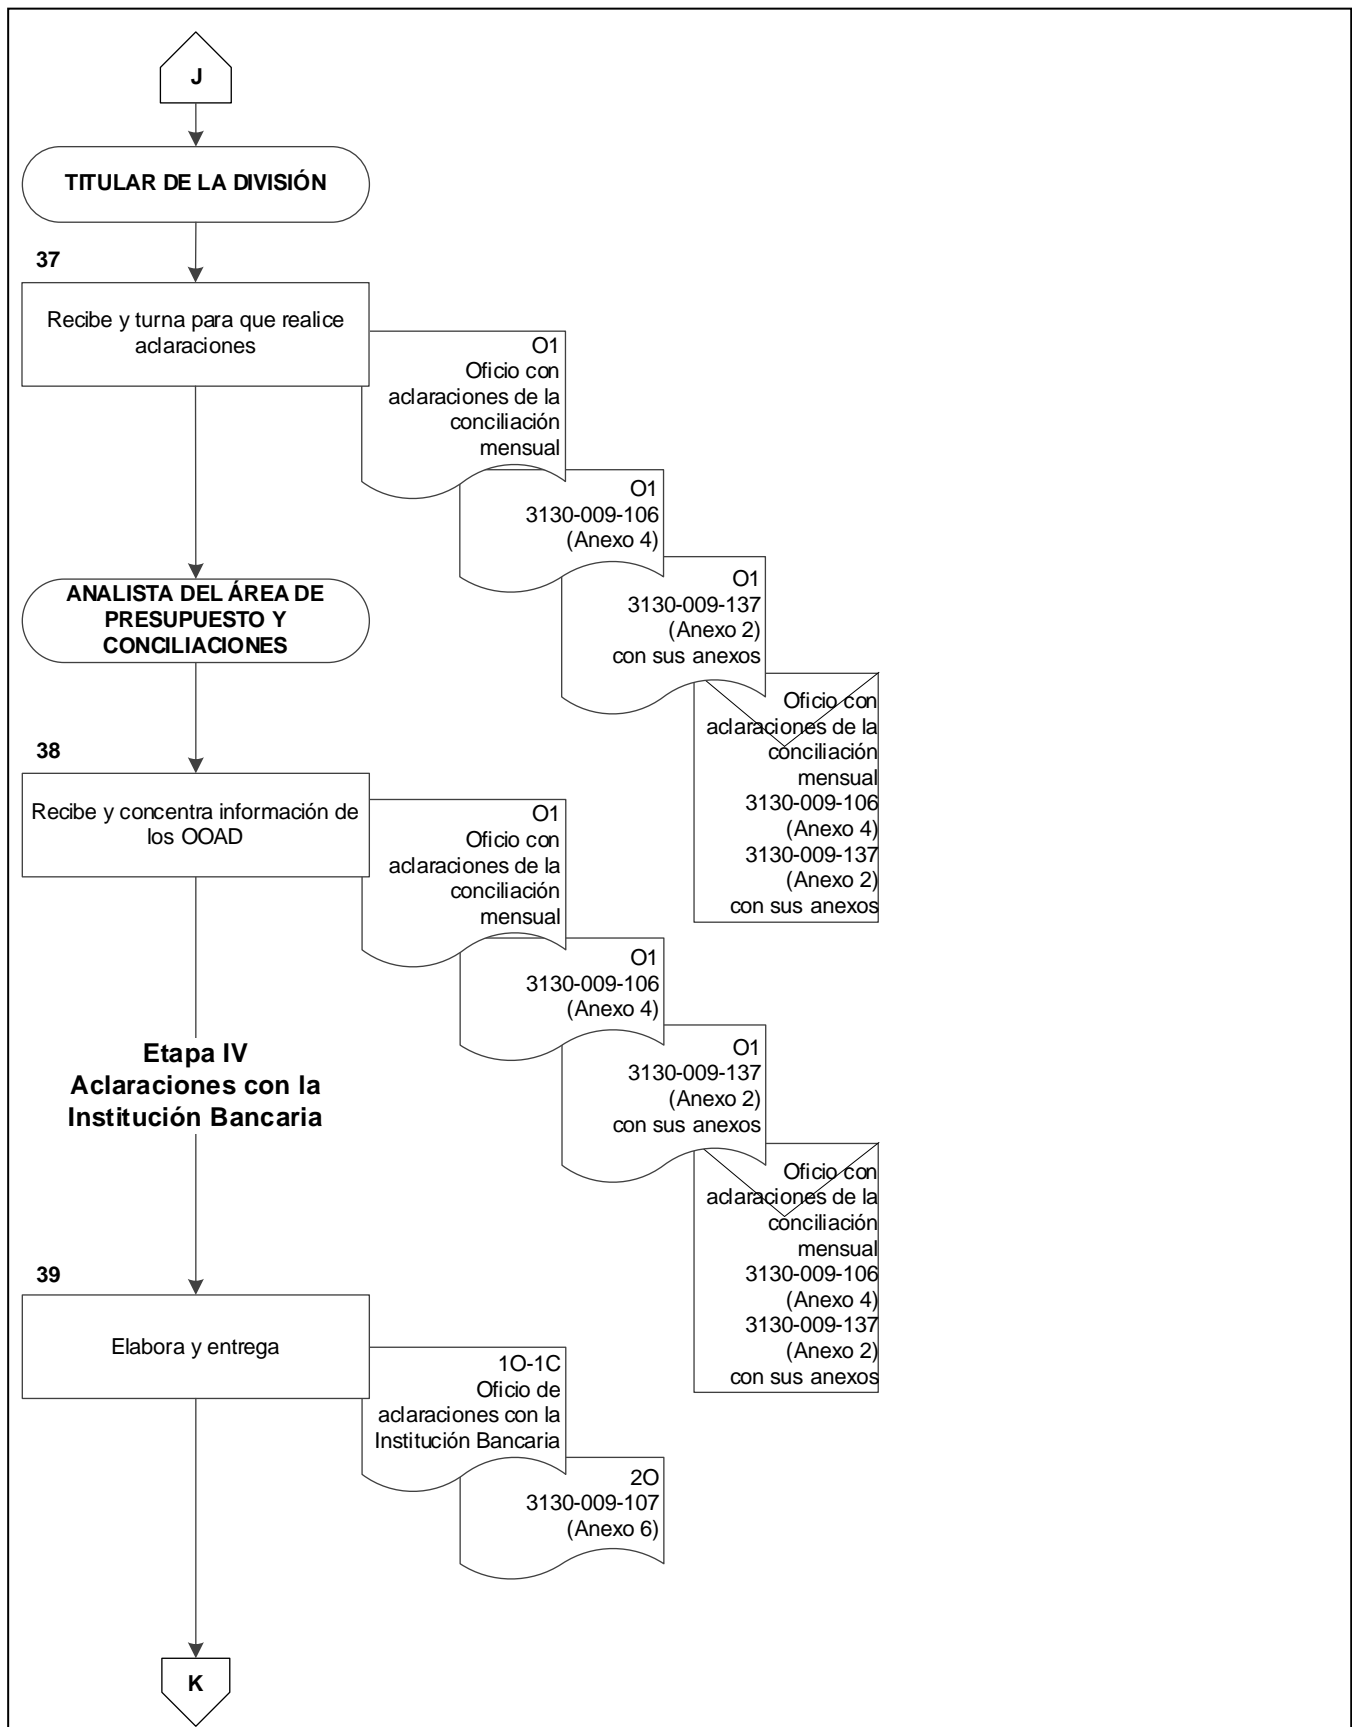 J
TITULAR DE LA DIVISIÓN
37
Recibe y turna para que realice
aclaraciones
O1
Oficio con
aclaraciones de la
conciliación
mensual
O1
3130-009-106
(Anexo 4)
O1
3130-009-137
(Anexo 2)
con sus anexos
Oficio con
aclaraciones de la
conciliación
mensual
3130-009-106
(Anexo 4)
3130-009-137
(Anexo 2)
con sus anexos
ANALISTA DEL ÁREA DE
PRESUPUESTO Y
CONCILIACIONES
38
Recibe y concentra información de
los OOAD
O1
Oficio con
aclaraciones de la
conciliación
mensual
O1
3130-009-106
(Anexo 4)
O1
3130-009-137
(Anexo 2)
con sus anexos
Oficio con
aclaraciones de la
conciliación
mensual
3130-009-106
(Anexo 4)
3130-009-137
(Anexo 2)
con sus anexos
Etapa IV
Aclaraciones con la
Institución Bancaria
39
Elabora y entrega
1O-1C
Oficio de
aclaraciones con la
Institución Bancaria
2O
3130-009-107
(Anexo 6)
K